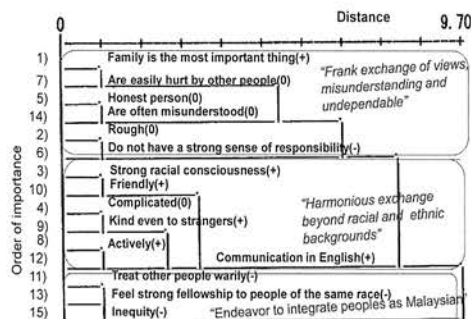 Distance
0 9.70
Order of importance
1) Family is the most important thing(+)
7) Are easily hurt by other people(0)
5) Honest person(0)
14) Are often misunderstood(0)
2) Rough(0)
6) Do not have a strong sense of responsibility(-)
"Frank exchange of views, misunderstanding and undependable"
3) Strong racial consciousness(+)
10) Friendly(+)
4) Complicated(0)
9) Kind even to strangers(+)
8) Actively(+)
12) Communication in English(+)
"Harmonious exchange beyond racial and ethnic backgrounds"
11) Treat other people warily(-)
13) Feel strong fellowship to people of the same race(-)
15) Inequity(-)
"Endeavor to integrate peoples as Malaysian